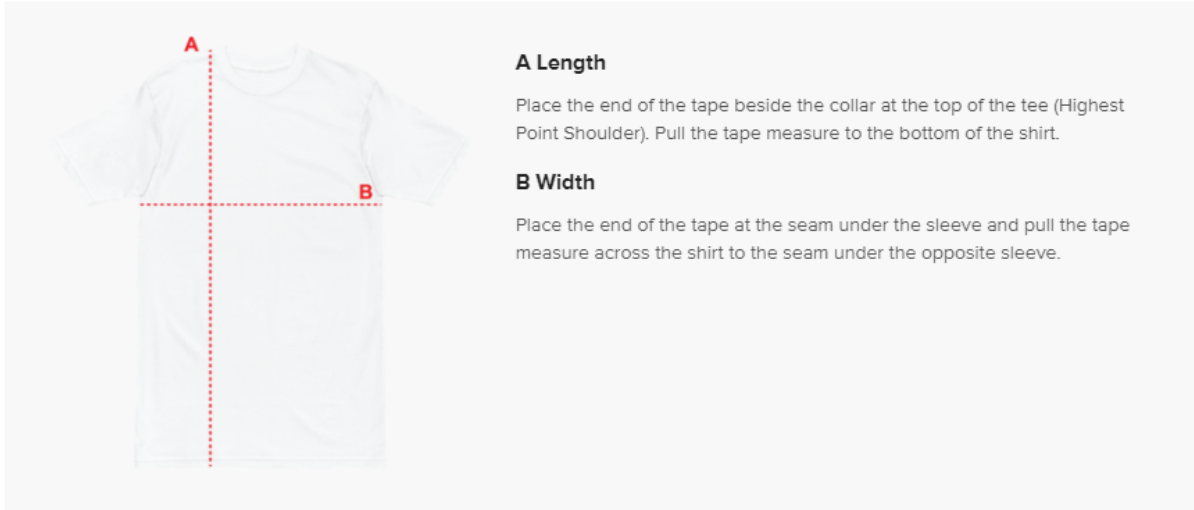 A
B
A Length
Place the end of the tape beside the collar at the top of the tee (Highest
Point Shoulder). Pull the tape measure to the bottom of the shirt.
B Width
Place the end of the tape at the seam under the sleeve and pull the tape
measure across the shirt to the seam under the opposite sleeve.